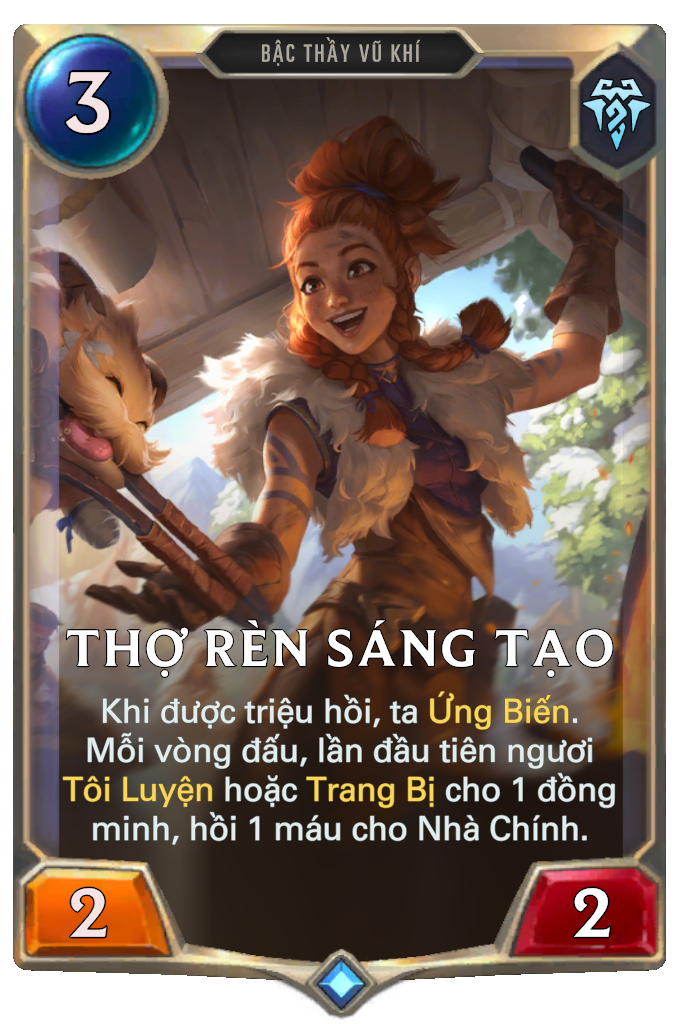 BẬC THẦY VŨ KHÍ
3
THỢ RÈN SÁNG TẠO
Khi được triệu hồi, ta Ứng Biến.
Mỗi vòng đấu, lần đầu tiên ngươi
Tôi Luyện hoặc Trang Bị cho 1 đồng
minh, hồi 1 máu cho Nhà Chính.
2
2